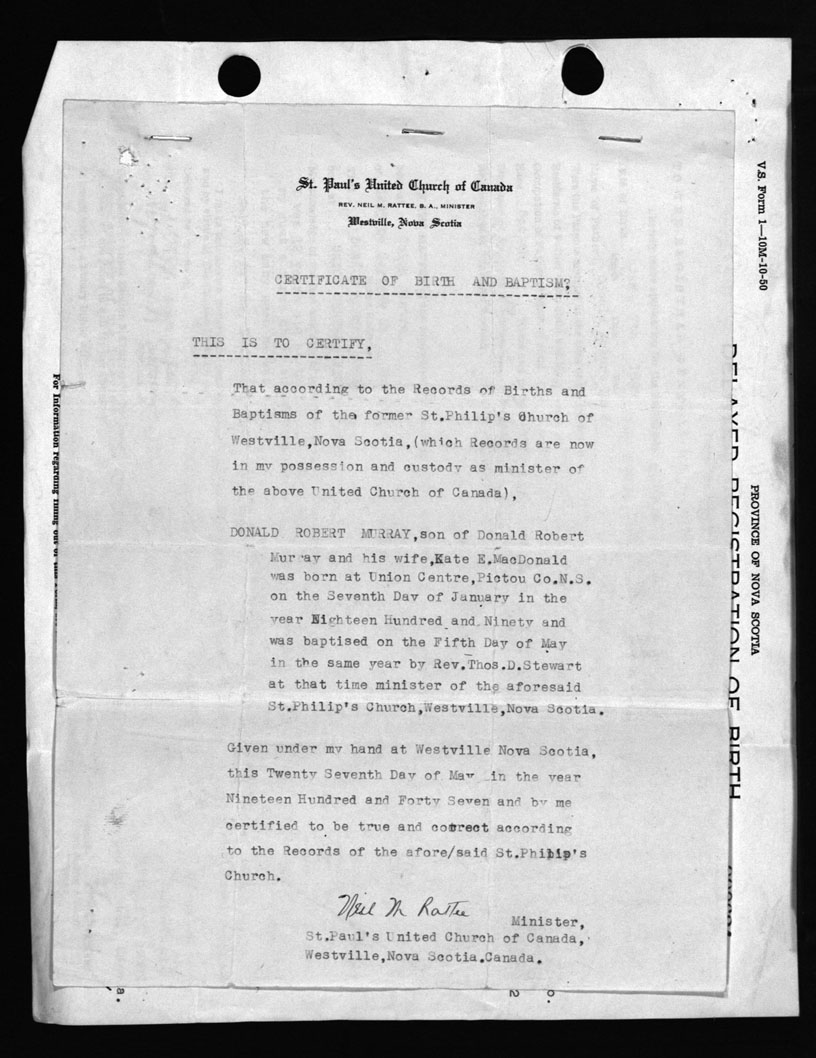 St. Paul's United Church of Canada
REV. NEIL M. RATTEE, B. A., MINISTER
Westville, Nova Scotia
CERTIFICATE OF BIRTH AND BAPTISM?
THIS IS TO CERTIFY,
That according to the Records of Births and
Baptisms of the former St.Philip's Church of
Westville,Nova Scotia,(which Records are now
in my possession and custody as minister of
the above United Church of Canada),
DONALD ROBERT MURRAY,son of Donald Robert
Murray and his wife,Kate E.MacDonald
was born at Union Centre,Pictou Co.N.S.
on the Seventh Day of January in the
year Eighteen Hundred and Ninety and
was baptised on the Fifth Day of May
in the same year by Rev.Thos.D.Stewart
at that time minister of the aforesaid
St.Philip's Church,Westville,Nova Scotia.
Given under my hand at Westville Nova Scotia,
this Twenty Seventh Day of May in the year
Nineteen Hundred and Forty Seven and by me
certified to be true and correct according
to the Records of the afore/said St.Philip's
Church.
Neil M Rattee
Minister,
St.Paul's United Church of Canada,
Westville,Nova Scotia.Canada.
V.S. Form 1—10M-10-50
PROVINCE OF NOVA SCOTIA
DELAYED REGISTRATION OF BIRTH
For Information regarding filling out of